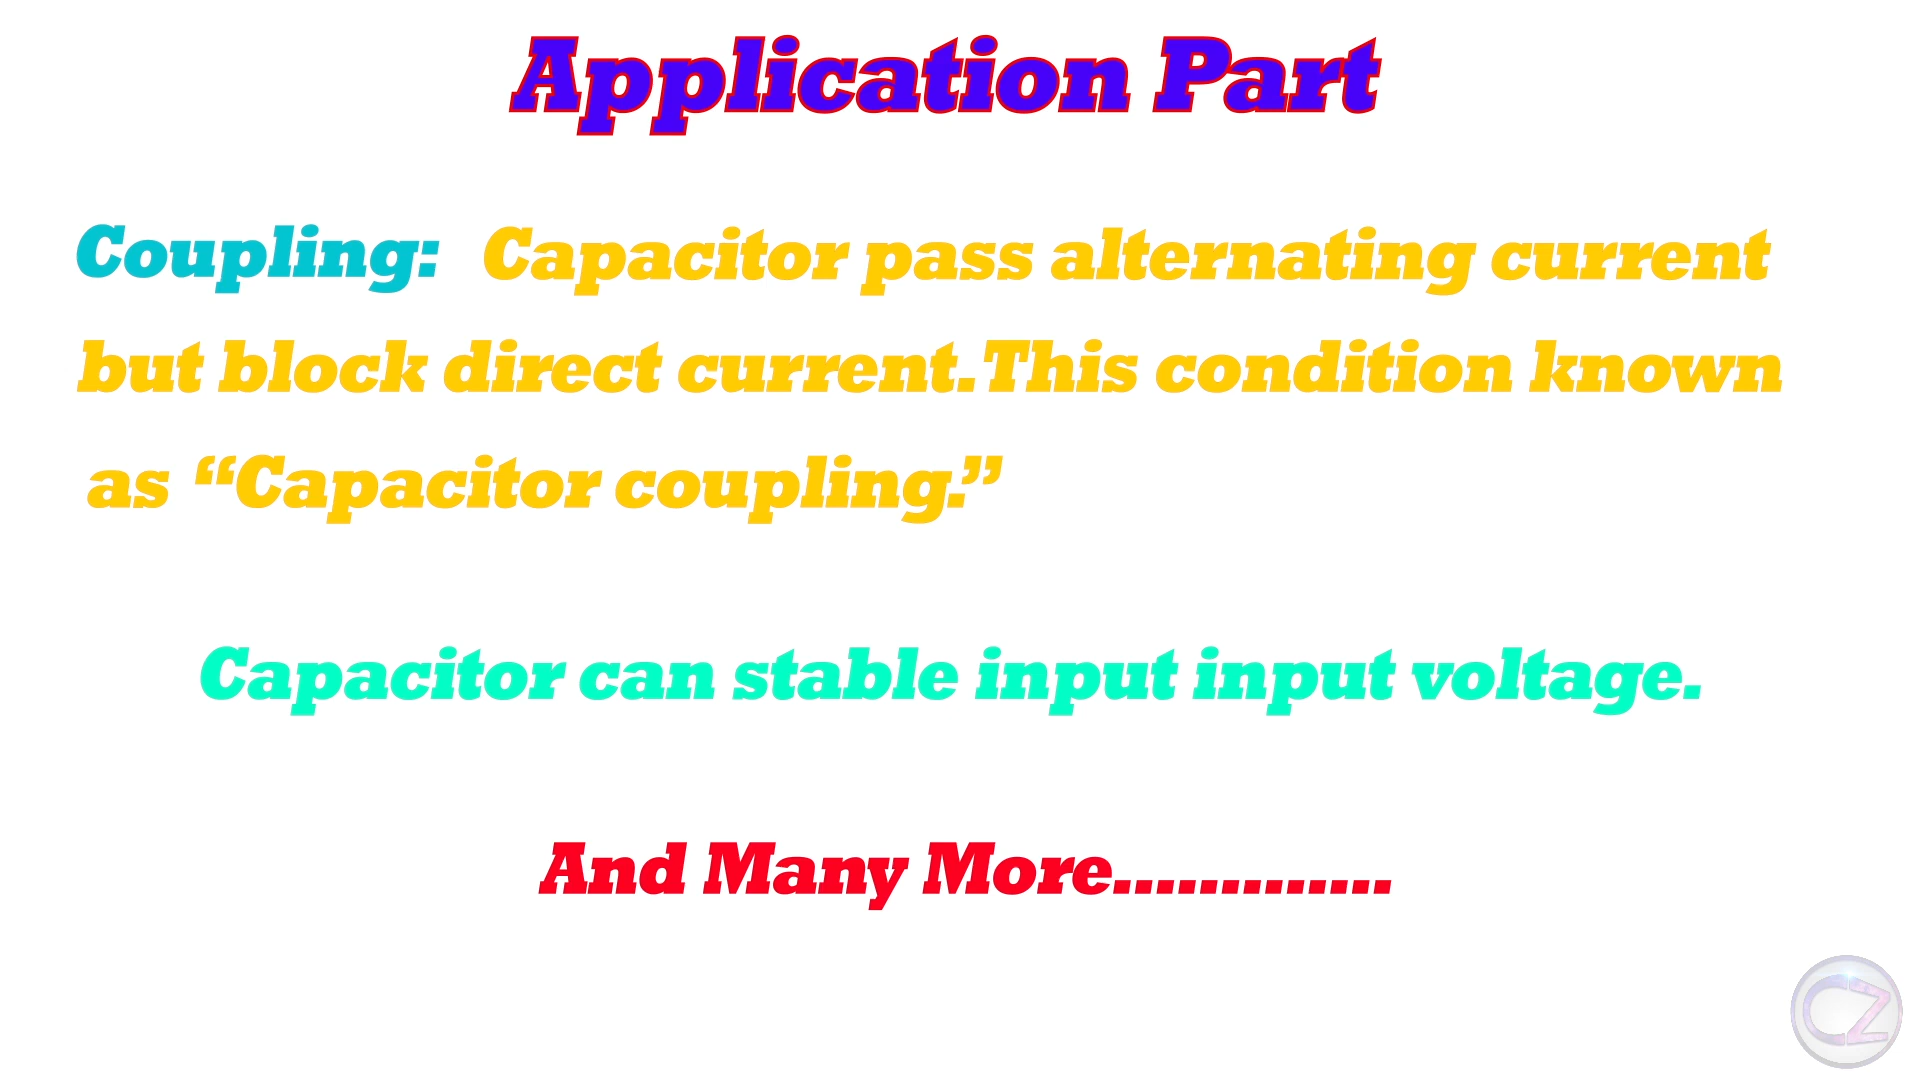 Application Part
Coupling: Capacitor pass alternating current
but block direct current.This condition known
as “Capacitor coupling.”
Capacitor can stable input input voltage.
And Many More.............
CZ